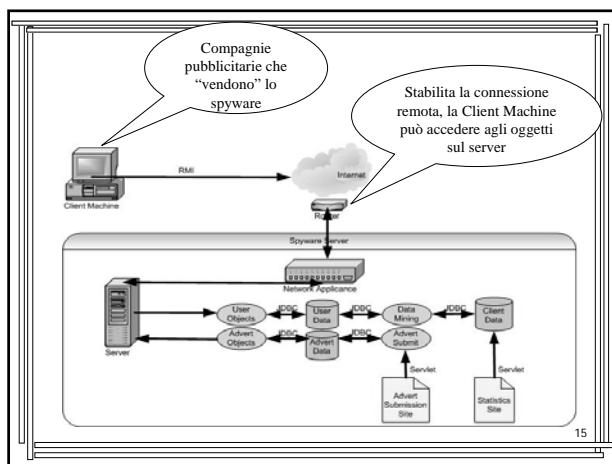 Compagnie
pubblicitarie che
“vendono” lo
spyware
Stabilita la connessione
remota, la Client Machine
può accedere agli oggetti
sul server
RMI
Internet
Client Machine
Router
Spyware Server
Network Applicance
User
Objects
JDBC
User
Data
JDBC
Data
Mining
JDBC
Client
Data
Advert
Objects
JDBC
Advert
Data
JDBC
Advert
Submit
Server
Servlet
Servlet
Advert
Submission
Site
Statistics
Site
15